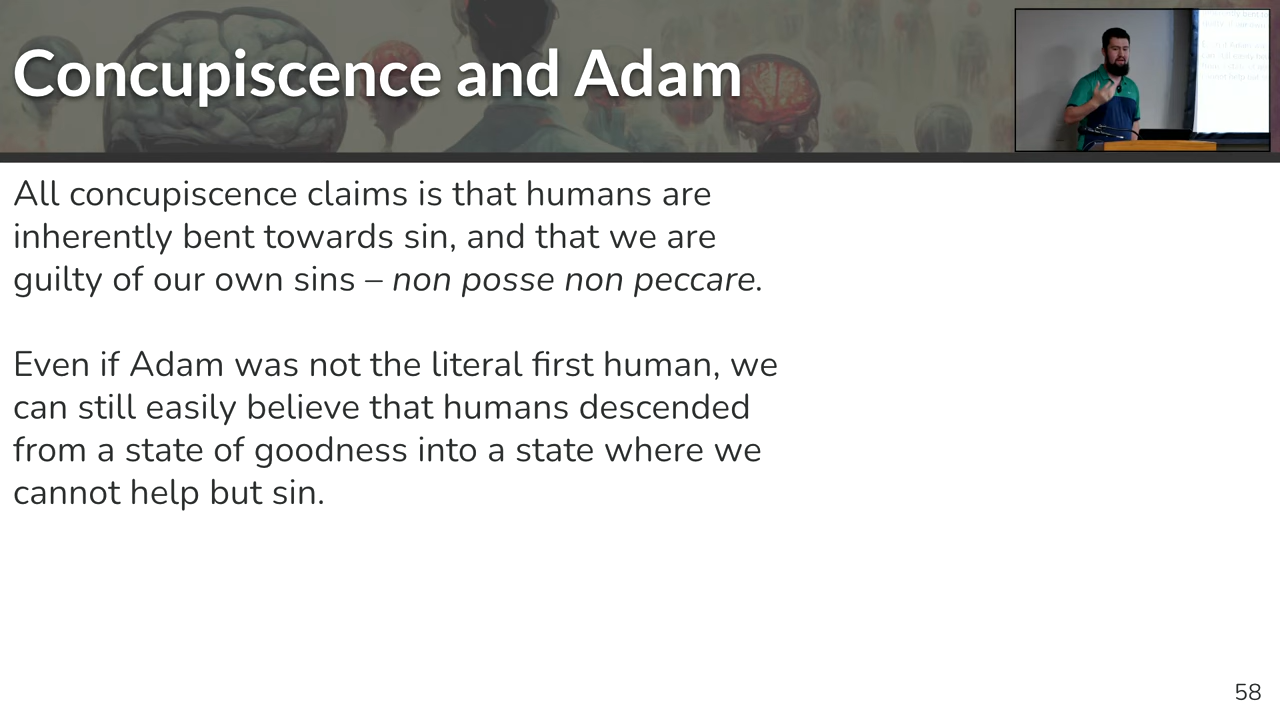 Concupiscence and Adam
All concupiscence claims is that humans are
inherently bent towards sin, and that we are
guilty of our own sins – non posse non peccare.
Even if Adam was not the literal first human, we
can still easily believe that humans descended
from a state of goodness into a state where we
cannot help but sin.
58